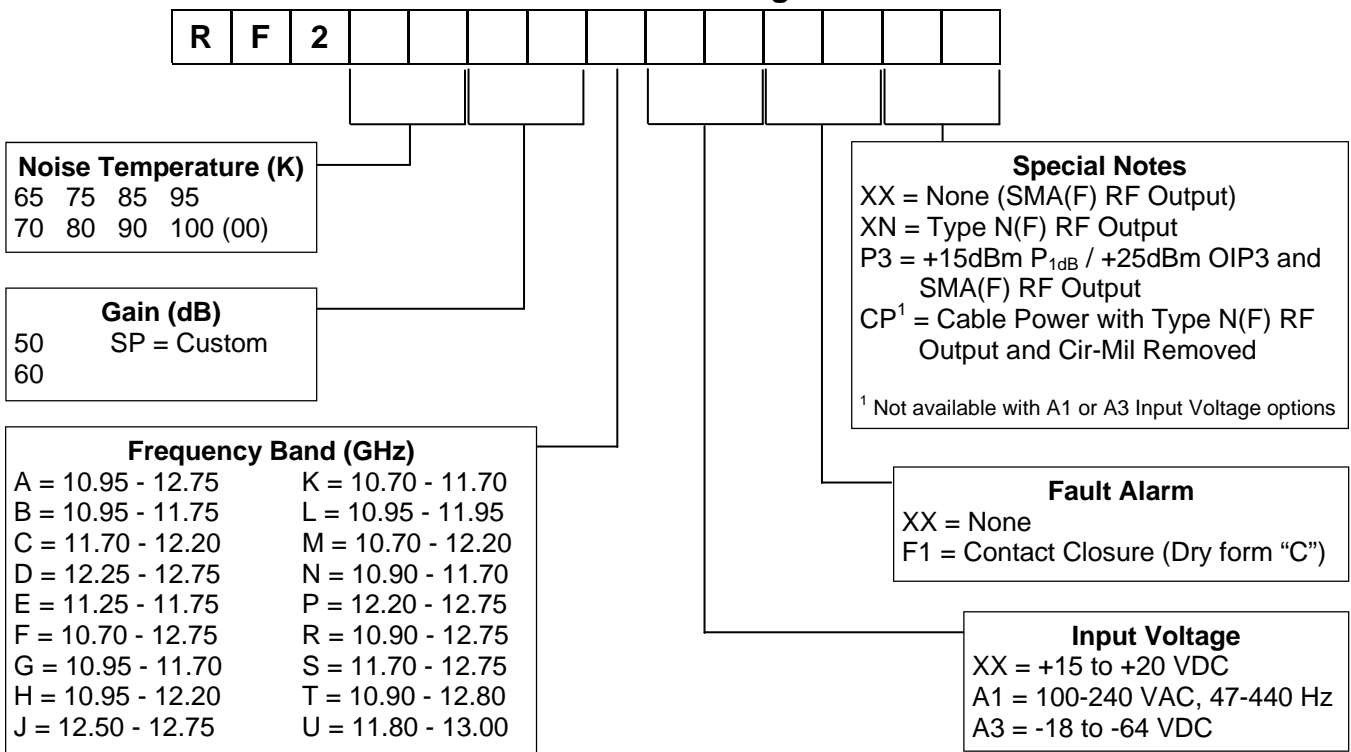 R F 2
Noise Temperature (K)
65 75 85 95
70 80 90 100 (00)
Gain (dB)
50 SP = Custom
60
Frequency Band (GHz)
A = 10.95 - 12.75 K = 10.70 - 11.70
B = 10.95 - 11.75 L = 10.95 - 11.95
C = 11.70 - 12.20 M = 10.70 - 12.20
D = 12.25 - 12.75 N = 10.90 - 11.70
E = 11.25 - 11.75 P = 12.20 - 12.75
F = 10.70 - 12.75 R = 10.90 - 12.75
G = 10.95 - 11.70 S = 11.70 - 12.75
H = 10.95 - 12.20 T = 10.90 - 12.80
J = 12.50 - 12.75 U = 11.80 - 13.00
Special Notes
XX = None (SMA(F) RF Output)
XN = Type N(F) RF Output
P3 = +15dBm P1dB / +25dBm OIP3 and
SMA(F) RF Output
CP¹ = Cable Power with Type N(F) RF
Output and Cir-Mil Removed
¹ Not available with A1 or A3 Input Voltage options
Fault Alarm
XX = None
F1 = Contact Closure (Dry form “C”)
Input Voltage
XX = +15 to +20 VDC
A1 = 100-240 VAC, 47-440 Hz
A3 = -18 to -64 VDC